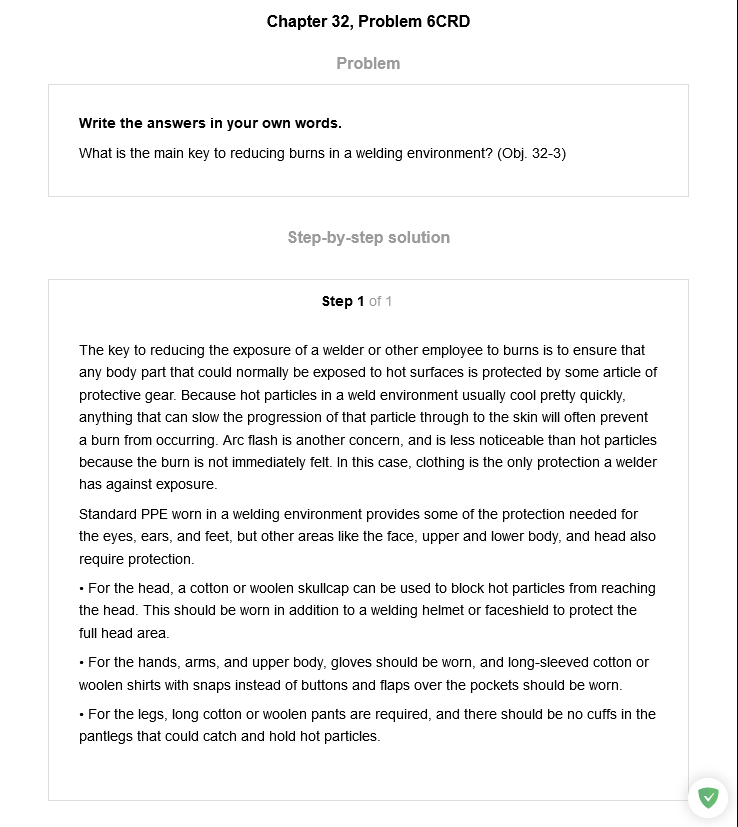 Chapter 32, Problem 6CRD
Problem
Write the answers in your own words.
What is the main key to reducing burns in a welding environment? (Obj. 32-3)
Step-by-step solution
Step 1 of 1
The key to reducing the exposure of a welder or other employee to burns is to ensure that
any body part that could normally be exposed to hot surfaces is protected by some article of
protective gear. Because hot particles in a weld environment usually cool pretty quickly,
anything that can slow the progression of that particle through to the skin will often prevent
a burn from occurring. Arc flash is another concern, and is less noticeable than hot particles
because the burn is not immediately felt. In this case, clothing is the only protection a welder
has against exposure.
Standard PPE worn in a welding environment provides some of the protection needed for
the eyes, ears, and feet, but other areas like the face, upper and lower body, and head also
require protection.
• For the head, a cotton or woolen skullcap can be used to block hot particles from reaching
the head. This should be worn in addition to a welding helmet or faceshield to protect the
full head area.
• For the hands, arms, and upper body, gloves should be worn, and long-sleeved cotton or
woolen shirts with snaps instead of buttons and flaps over the pockets should be worn.
• For the legs, long cotton or woolen pants are required, and there should be no cuffs in the
pantlegs that could catch and hold hot particles.